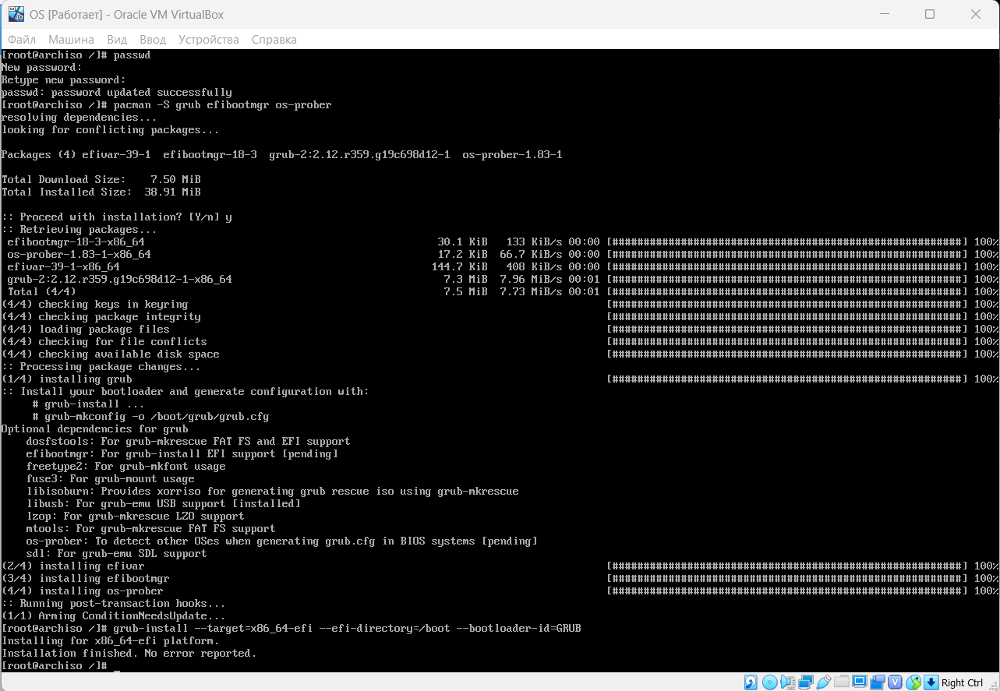 OS [Работает] - Oracle VM VirtualBox
Файл Машина Вид Ввод Устройства Справка
[root@archiso /]# passwd
New password:
Retype new password:
passwd: password updated successfully
[root@archiso /]# pacman -S grub efibootmgr os-prober
resolving dependencies...
looking for conflicting packages...
Packages (4) efivar-39-1  efibootmgr-18-3  grub-2:2.12.r359.g19c698d12-1  os-prober-1.83-1
Total Download Size:    7.50 MiB
Total Installed Size:  38.91 MiB
:: Proceed with installation? [Y/n] y
:: Retrieving packages...
 efibootmgr-18-3-x86_64 30.1 KiB   133 KiB/s 00:00 [########################################################] 100%
 os-prober-1.83-1-x86_64 17.2 KiB  66.7 KiB/s 00:00 [########################################################] 100%
 efivar-39-1-x86_64 144.7 KiB   408 KiB/s 00:00 [########################################################] 100%
 grub-2:2.12.r359.g19c698d12-1-x86_64 7.3 MiB  7.96 MiB/s 00:01 [########################################################] 100%
 Total (4/4) 7.5 MiB  7.73 MiB/s 00:01 [########################################################] 100%
(4/4) checking keys in keyring [########################################################] 100%
(4/4) checking package integrity [########################################################] 100%
(4/4) loading package files [########################################################] 100%
(4/4) checking for file conflicts [########################################################] 100%
(4/4) checking available disk space [########################################################] 100%
:: Processing package changes...
(1/4) installing grub [########################################################] 100%
:: Install your bootloader and generate configuration with:
     # grub-install ...
     # grub-mkconfig -o /boot/grub/grub.cfg
Optional dependencies for grub
    dosfstools: For grub-mkrescue FAT FS and EFI support
    efibootmgr: For grub-install EFI support [pending]
    freetype2: For grub-mkfont usage
    fuse3: For grub-mount usage
    libisoburn: Provides xorriso for generating grub rescue iso using grub-mkrescue
    libusb: For grub-emu USB support [installed]
    lzop: For grub-mkrescue LZO support
    mtools: For grub-mkrescue FAT FS support
    os-prober: To detect other OSes when generating grub.cfg in BIOS systems [pending]
    sdl: For grub-emu SDL support
(2/4) installing efivar [########################################################] 100%
(3/4) installing efibootmgr [########################################################] 100%
(4/4) installing os-prober [########################################################] 100%
:: Running post-transaction hooks...
(1/1) Arming ConditionNeedsUpdate...
[root@archiso /]# grub-install --target=x86_64-efi --efi-directory=/boot --bootloader-id=GRUB
Installing for x86_64-efi platform.
Installation finished. No error reported.
[root@archiso /]# _
Right Ctrl